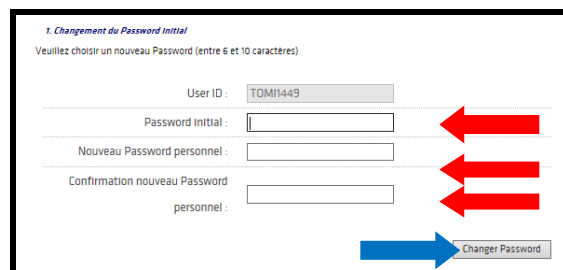 1. Changement du Password Initial
Veuillez choisir un nouveau Password (entre 6 et 10 caractères)
User ID : TOMI1449
Password Initial :
Nouveau Password personnel :
Confirmation nouveau Password
personnel :
Changer Password